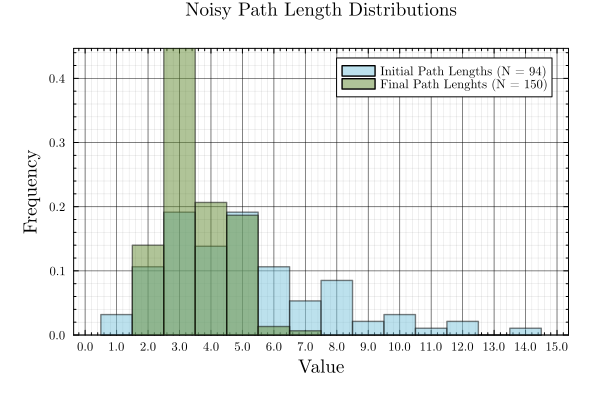 Noisy Path Length Distributions
Initial Path Lengths (N = 94)
Final Path Lenghts (N = 150)
Frequency
0.4
0.3
0.2
0.1
0.0
0.0 1.0 2.0 3.0 4.0 5.0 6.0 7.0 8.0 9.0 10.0 11.0 12.0 13.0 14.0 15.0
Value